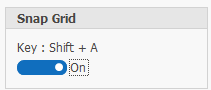 Snap Grid
Key : Shift + A
On